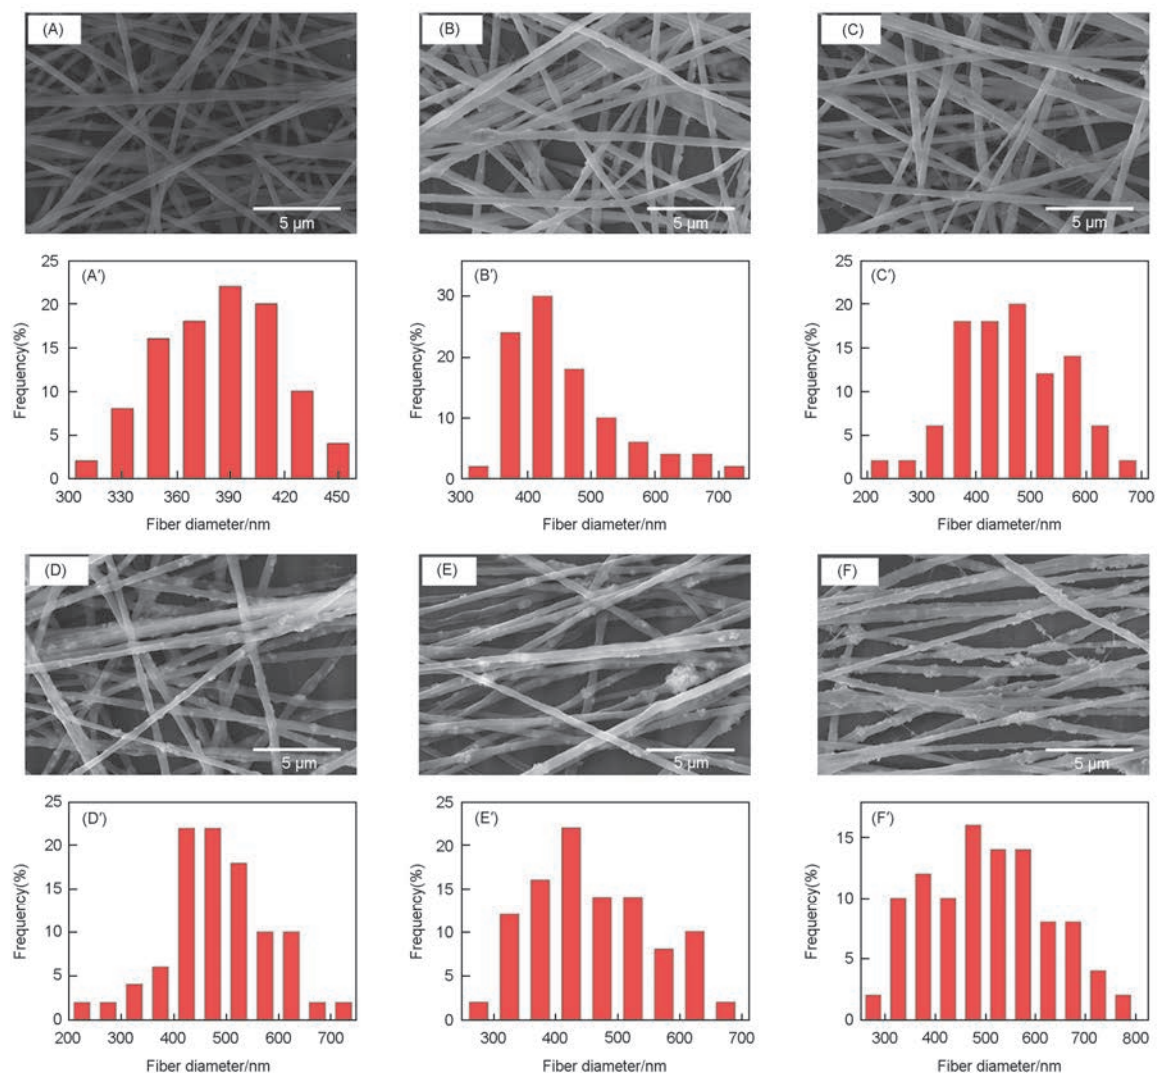 (A) (B) (C)
5 μm 5 μm 5 μm
(A′) (B′) (C′)
Frequency(%) Frequency(%) Frequency(%)
25 20 15 10 5 0
30 20 10 0
25 20 15 10 5 0
300 330 360 390 420 450
300 400 500 600 700
200 300 400 500 600 700
Fiber diameter/nm Fiber diameter/nm Fiber diameter/nm
(D) (E) (F)
5 μm 5 μm 5 μm
(D′) (E′) (F′)
Frequency(%) Frequency(%) Frequency(%)
25 20 15 10 5 0
25 20 15 10 5 0
15 10 5 0
200 300 400 500 600 700
300 400 500 600 700
300 400 500 600 700 800
Fiber diameter/nm Fiber diameter/nm Fiber diameter/nm